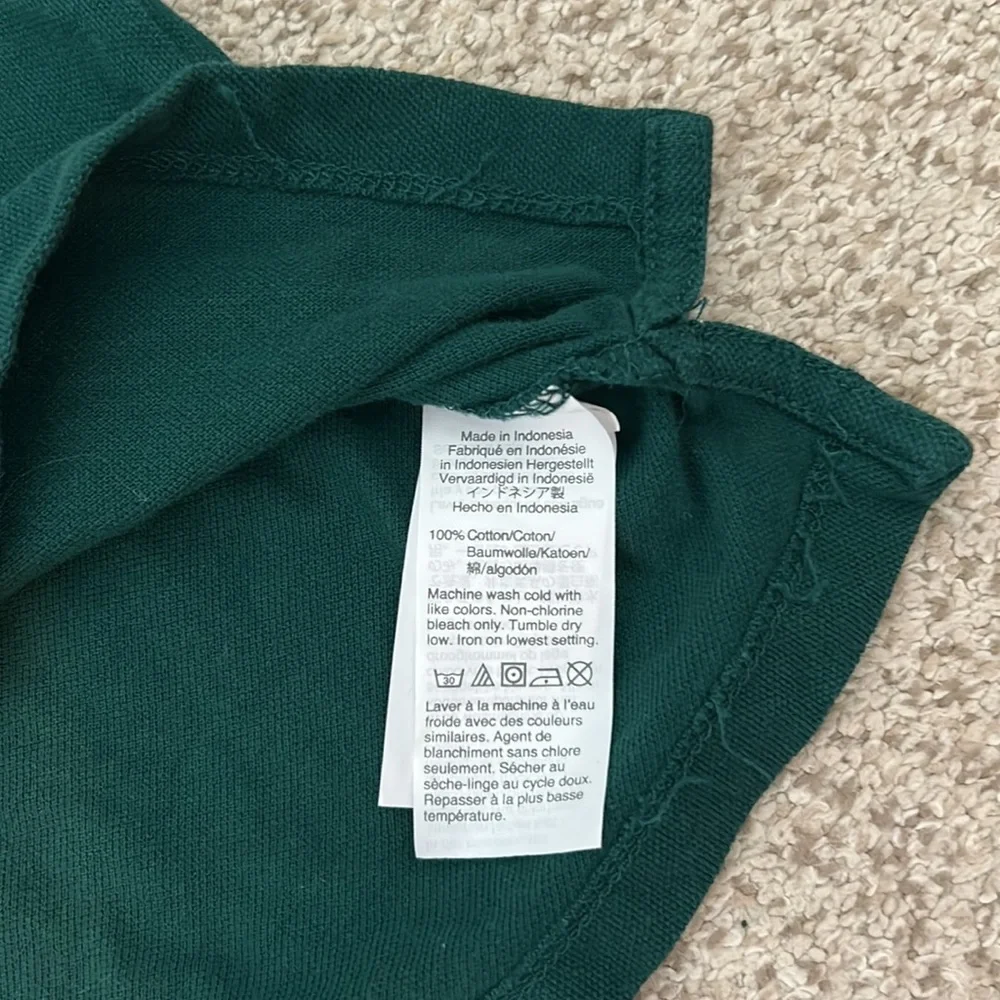 Made in Indonesia
Fabriqué en Indonésie
in Indonesien Hergestellt
Vervaardigd in Indonesië
インドネシア製
Hecho en Indonesia
100% Cotton/Coton/
Baumwolle/Katoen/
綿/algodón
Machine wash cold with
like colors. Non-chlorine
bleach only. Tumble dry
low. Iron on lowest setting.
30
Laver à la machine à l'eau
froide avec des couleurs
similaires. Agent de
blanchiment sans chlore
seulement. Sécher au
sèche-linge au cycle doux.
Repasser à la plus basse
température.